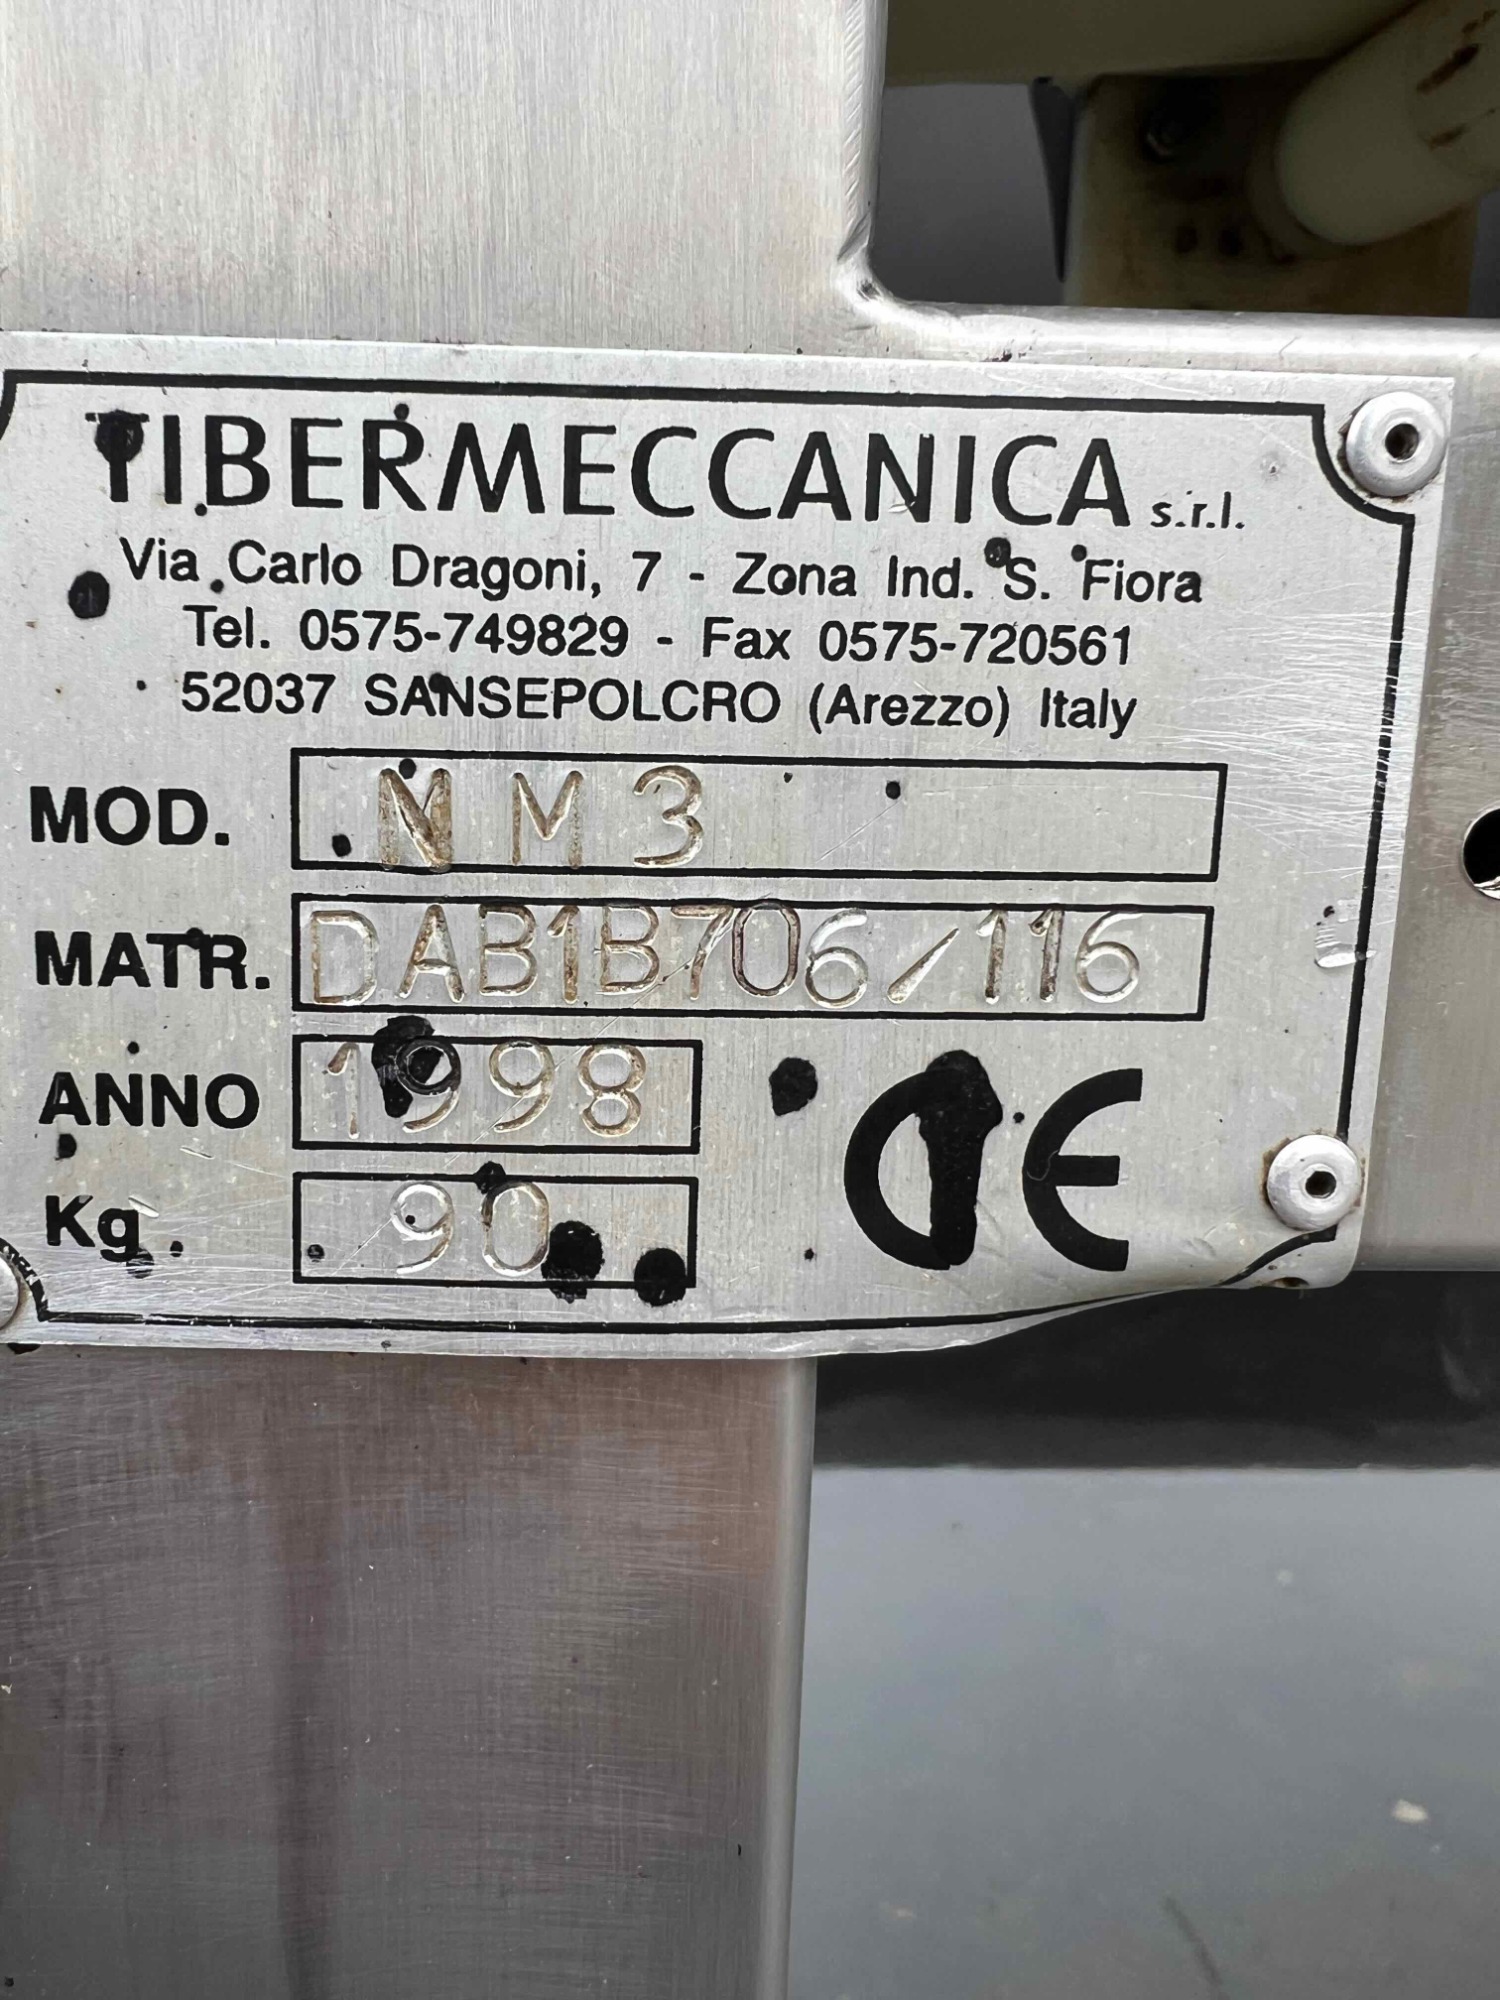 TIBERMECCANICA s.r.l.
Via Carlo Dragoni, 7 - Zona Ind. S. Fiora
Tel. 0575-749829 - Fax 0575-720561
52037 SANSEPOLCRO (Arezzo) Italy
MOD. NM3
MATR. DAB1B706/116
ANNO 1998
Kg. 90
CE